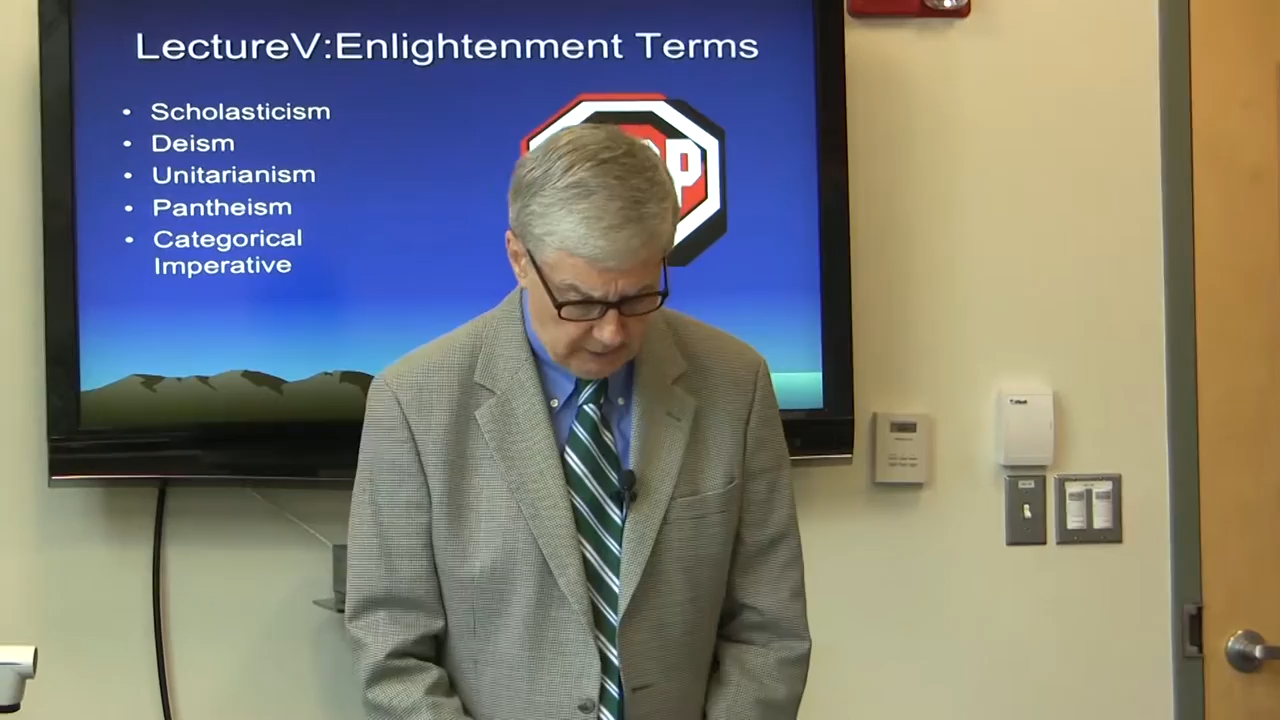 LectureV:Enlightenment Terms
• Scholasticism
• Deism
• Unitarianism
• Pantheism
• Categorical
Imperative